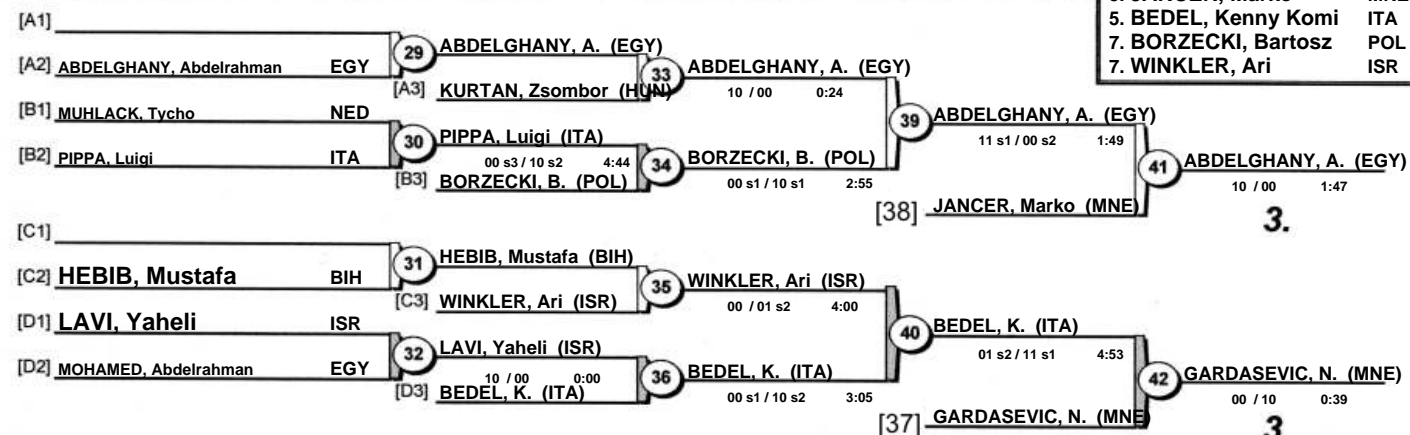 5. BEDEL, Kenny Komi ITA
7. BORZECKI, Bartosz POL
7. WINKLER, Ari ISR
[A1]
[A2] ABDELGHANY, Abdelrahman EGY
29 ABDELGHANY, A. (EGY)
[A3] KURTAN, Zsombor (HUN)
33 ABDELGHANY, A. (EGY)
10 / 00 0:24
[B1] MUHLACK, Tycho NED
[B2] PIPPA, Luigi ITA
30 PIPPA, Luigi (ITA)
00 s3 / 10 s2 4:44
[B3] BORZECKI, B. (POL)
34 BORZECKI, B. (POL)
00 s1 / 10 s1 2:55
39 ABDELGHANY, A. (EGY)
11 s1 / 00 s2 1:49
[38] JANCER, Marko (MNE)
41 ABDELGHANY, A. (EGY)
10 / 00 1:47
3.
[C1]
[C2] HEBIB, Mustafa BIH
31 HEBIB, Mustafa (BIH)
[C3] WINKLER, Ari (ISR)
35 WINKLER, Ari (ISR)
00 / 01 s2 4:00
[D1] LAVI, Yaheli ISR
[D2] MOHAMED, Abdelrahman EGY
32 LAVI, Yaheli (ISR)
10 / 00 0:00
[D3] BEDEL, K. (ITA)
36 BEDEL, K. (ITA)
00 s1 / 10 s2 3:05
40 BEDEL, K. (ITA)
01 s2 / 11 s1 4:53
[37] GARDASEVIC, N. (MNE)
42 GARDASEVIC, N. (MNE)
00 / 10 0:39
3